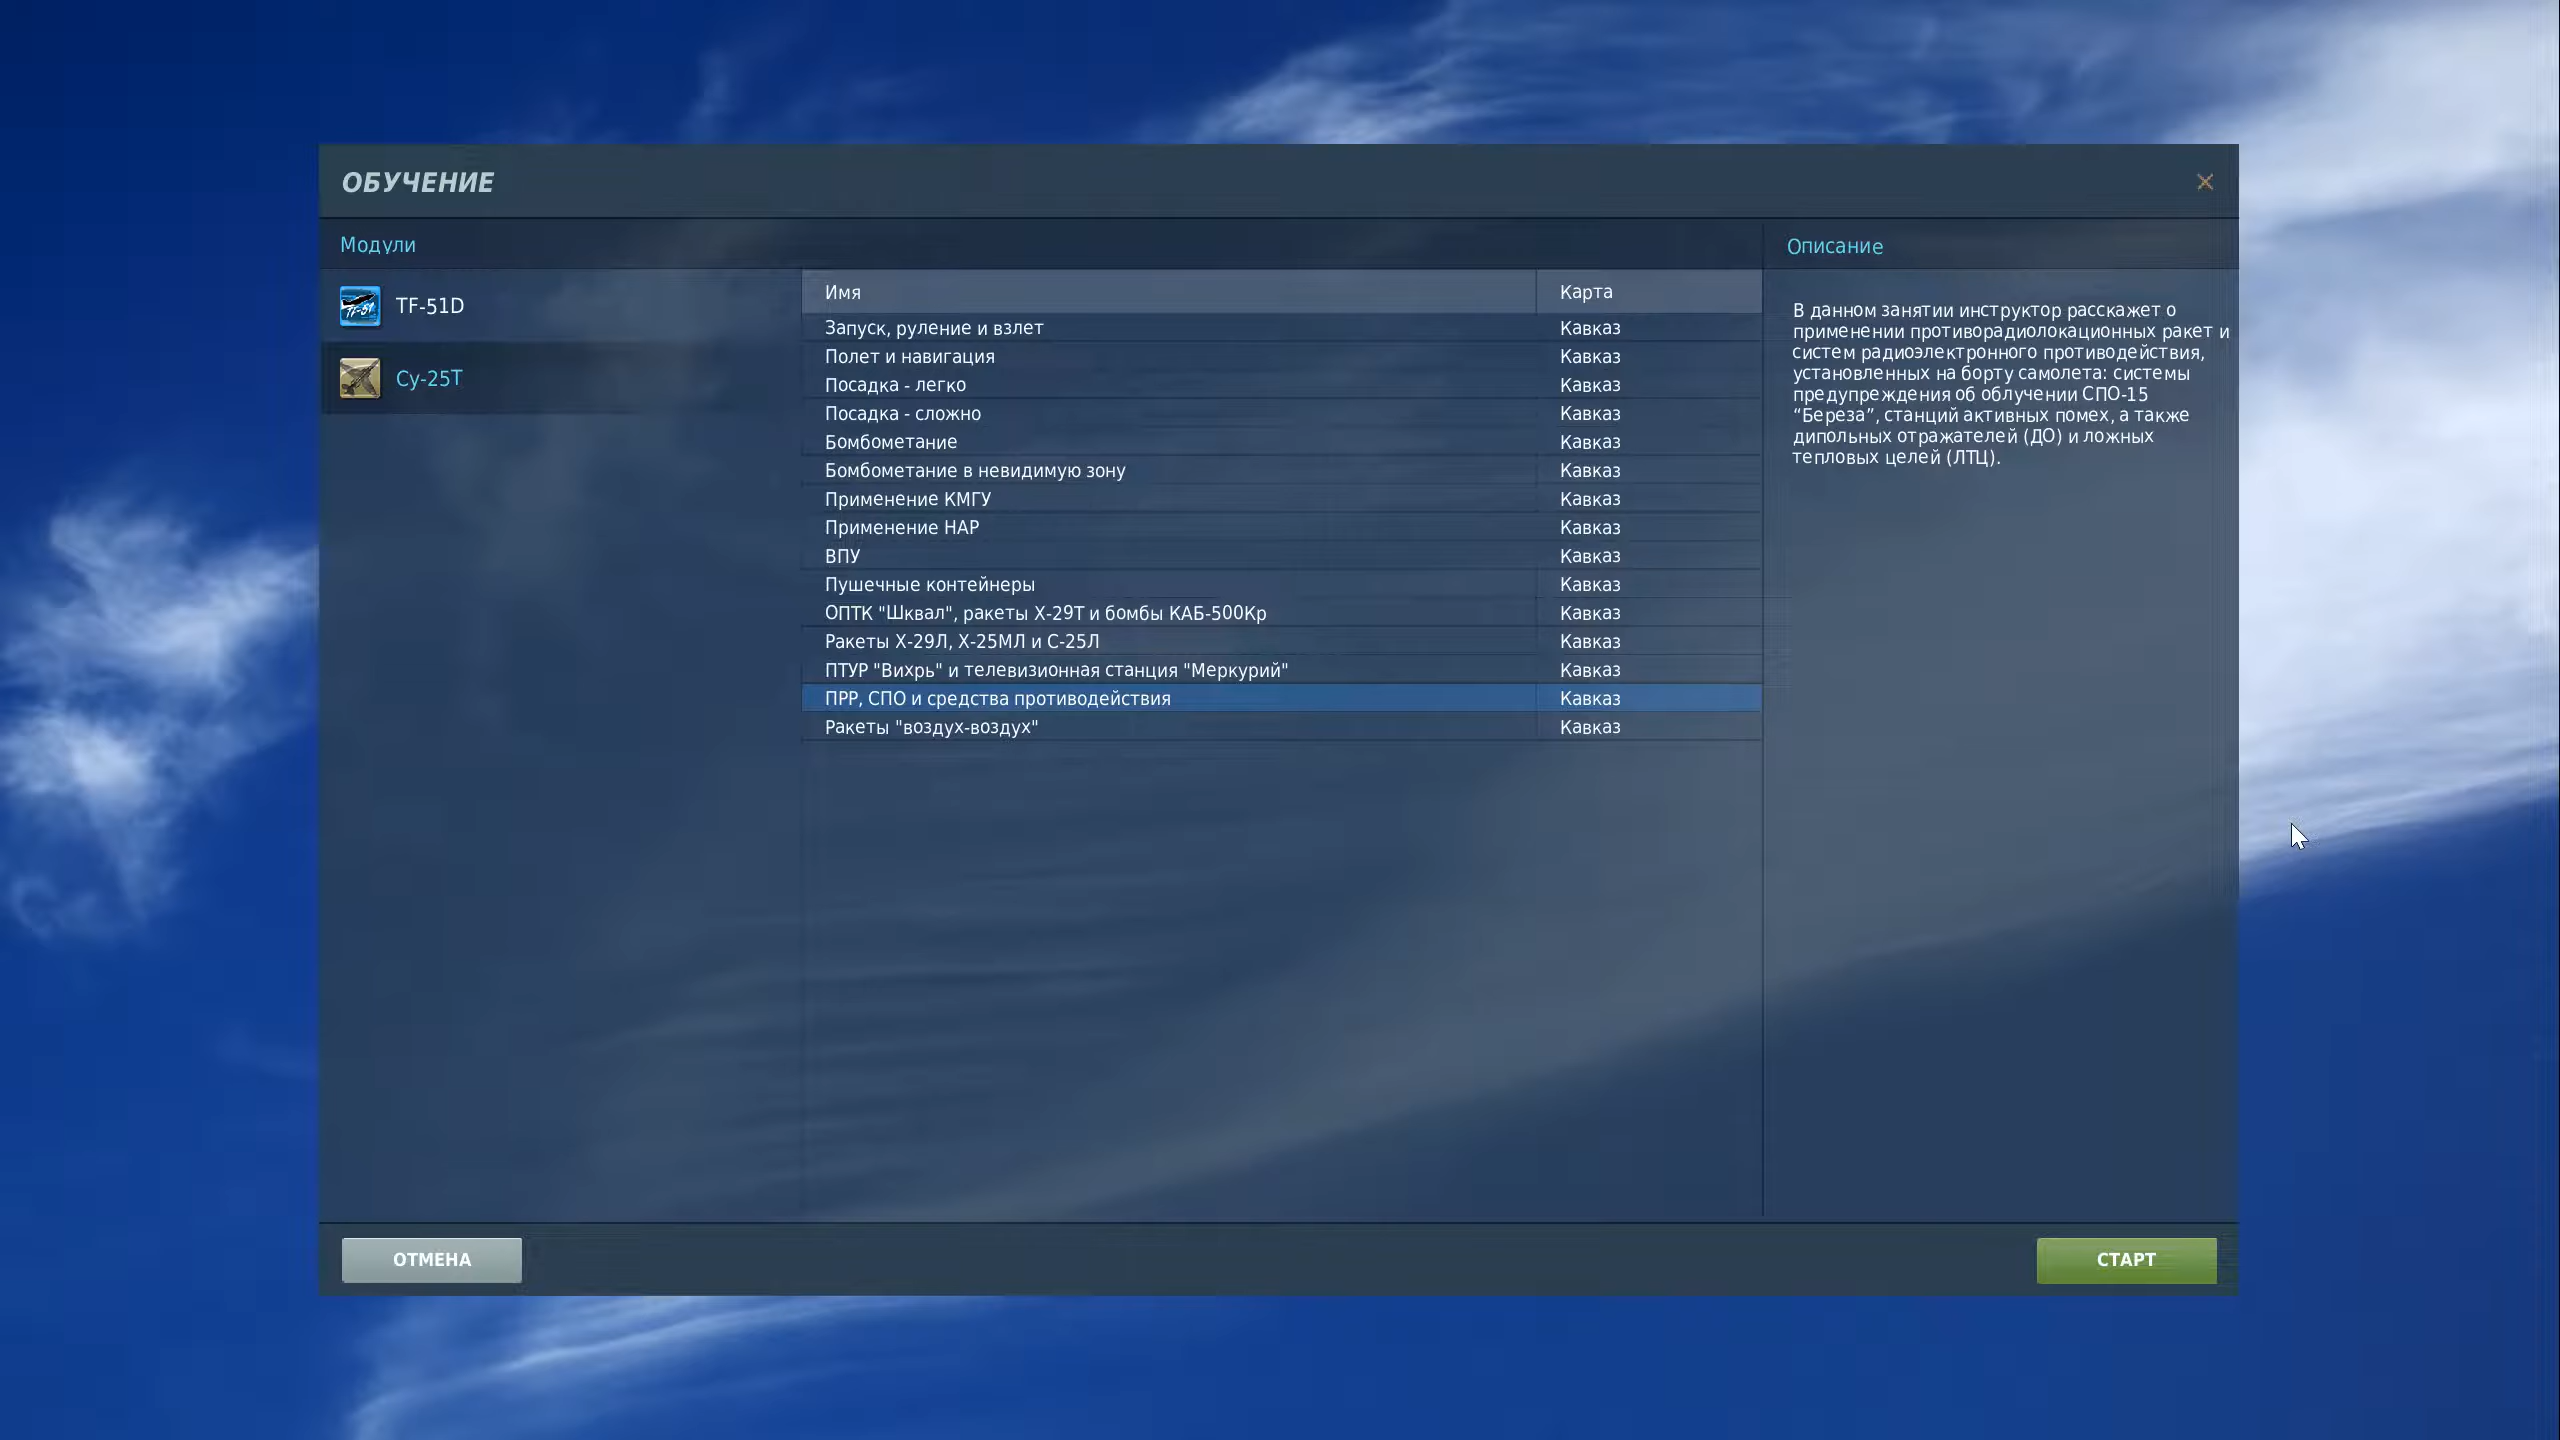 ОБУЧЕНИЕ
Модули
Описание
TF-51D
Су-25Т
Имя Карта
Запуск, руление и взлет Кавказ
Полет и навигация Кавказ
Посадка - легко Кавказ
Посадка - сложно Кавказ
Бомбометание Кавказ
Бомбометание в невидимую зону Кавказ
Применение КМГУ Кавказ
Применение НАР Кавказ
ВПУ Кавказ
Пушечные контейнеры Кавказ
ОПТК "Шквал", ракеты Х-29Т и бомбы КАБ-500Кр Кавказ
Ракеты Х-29Л, Х-25МЛ и С-25Л Кавказ
ПТУР "Вихрь" и телевизионная станция "Меркурий" Кавказ
ПРР, СПО и средства противодействия Кавказ
Ракеты "воздух-воздух" Кавказ
В данном занятии инструктор расскажет о
применении противорадиолокационных ракет и
систем радиоэлектронного противодействия,
установленных на борту самолета: системы
предупреждения об облучении СПО-15
“Береза”, станций активных помех, а также
дипольных отражателей (ДО) и ложных
тепловых целей (ЛТЦ).
ОТМЕНА
СТАРТ